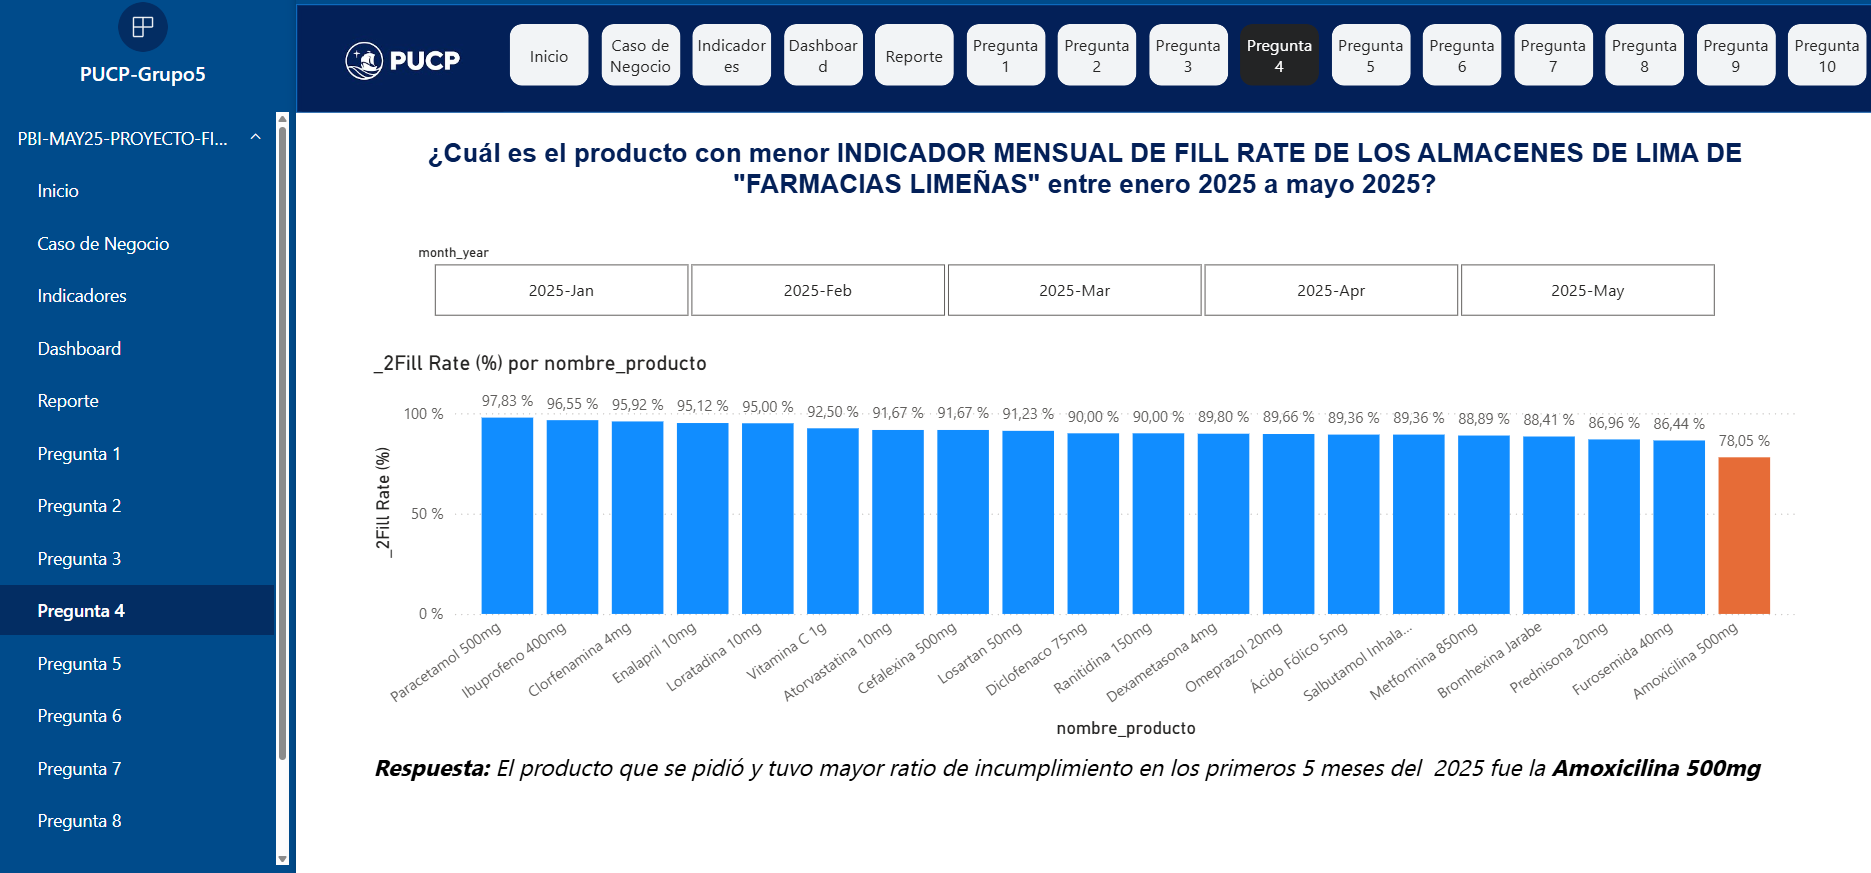 PUCP-Grupo5
PBI-MAY25-PROYECTO-FI...
Inicio
Caso de Negocio
Indicadores
Dashboard
Reporte
Pregunta 1
Pregunta 2
Pregunta 3
Pregunta 4
Pregunta 5
Pregunta 6
Pregunta 7
Pregunta 8
PUCP
Inicio
Caso de
Negocio
Indicador
es
Dashboar
d
Reporte
Pregunta
1
Pregunta
2
Pregunta
3
Pregunta
4
Pregunta
5
Pregunta
6
Pregunta
7
Pregunta
8
Pregunta
9
Pregunta
10
¿Cuál es el producto con menor INDICADOR MENSUAL DE FILL RATE DE LOS ALMACENES DE LIMA DE
"FARMACIAS LIMEÑAS" entre enero 2025 a mayo 2025?
month_year
2025-Jan
2025-Feb
2025-Mar
2025-Apr
2025-May
_2Fill Rate (%) por nombre_producto
_2Fill Rate (%)
100 %
50 %
0 %
97,83 %
96,55 %
95,92 %
95,12 %
95,00 %
92,50 %
91,67 %
91,67 %
91,23 %
90,00 %
90,00 %
89,80 %
89,66 %
89,36 %
89,36 %
88,89 %
88,41 %
86,96 %
86,44 %
78,05 %
Paracetamol 500mg
Ibuprofeno 400mg
Clorfenamina 4mg
Enalapril 10mg
Loratadina 10mg
Vitamina C 1g
Atorvastatina 10mg
Cefalexina 500mg
Losartan 50mg
Diclofenaco 75mg
Ranitidina 150mg
Dexametasona 4mg
Omeprazol 20mg
Ácido Fólico 5mg
Salbutamol Inhala...
Metformina 850mg
Bromhexina Jarabe
Prednisona 20mg
Furosemida 40mg
Amoxicilina 500mg
nombre_producto
Respuesta: El producto que se pidió y tuvo mayor ratio de incumplimiento en los primeros 5 meses del  2025 fue la Amoxicilina 500mg